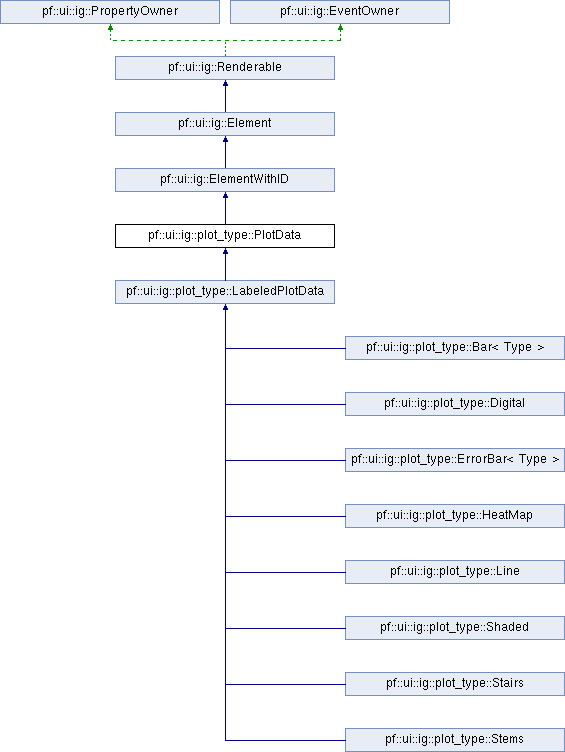 pf::ui::ig::PropertyOwner
pf::ui::ig::EventOwner
pf::ui::ig::Renderable
pf::ui::ig::Element
pf::ui::ig::ElementWithID
pf::ui::ig::plot_type::PlotData
pf::ui::ig::plot_type::LabeledPlotData
pf::ui::ig::plot_type::Bar< Type >
pf::ui::ig::plot_type::Digital
pf::ui::ig::plot_type::ErrorBar< Type >
pf::ui::ig::plot_type::HeatMap
pf::ui::ig::plot_type::Line
pf::ui::ig::plot_type::Shaded
pf::ui::ig::plot_type::Stairs
pf::ui::ig::plot_type::Stems